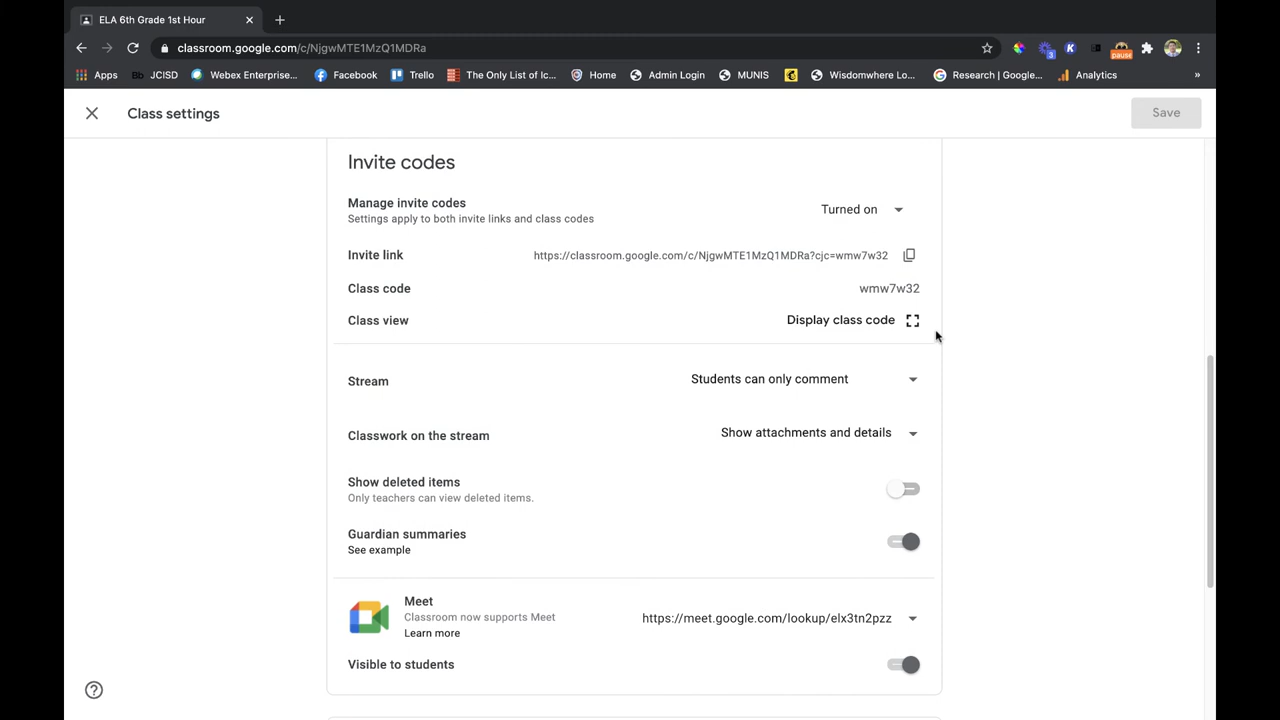 ELA 6th Grade 1st Hour
classroom.google.com/c/NjgwMTE1MzQ1MDRa
Apps
Bb JCISD
Webex Enterprise...
Facebook
Trello
The Only List of Ic...
Home
Admin Login
MUNIS
Wisdomwhere Lo...
Research | Google...
Analytics
»
3
K
pause
Class settings
Save
Invite codes
Manage invite codes
Settings apply to both invite links and class codes
Turned on
Invite link
https://classroom.google.com/c/NjgwMTE1MzQ1MDRa?cjc=wmw7w32
Class code
wmw7w32
Class view
Display class code
Stream
Students can only comment
Classwork on the stream
Show attachments and details
Show deleted items
Only teachers can view deleted items.
Guardian summaries
See example
Meet
Classroom now supports Meet
Learn more
https://meet.google.com/lookup/elx3tn2pzz
Visible to students